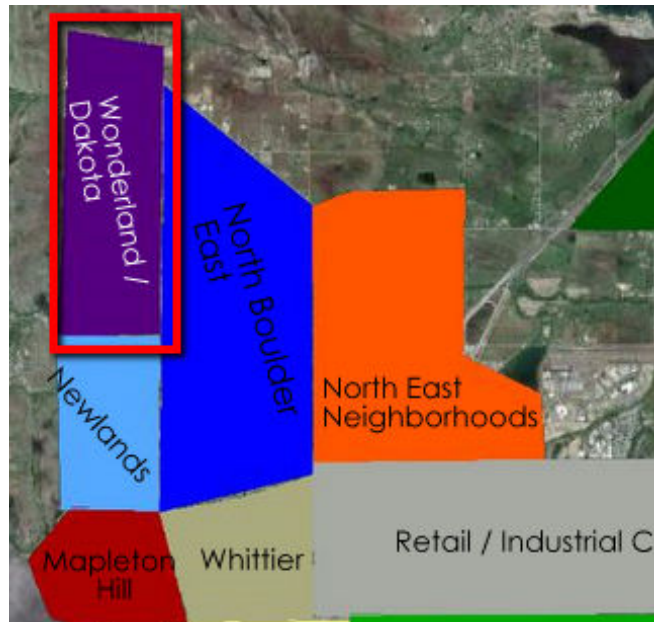 Wonderland /
Dakota
North Boulder
East
Newlands
North East
Neighborhoods
Mapleton
Hill
Whittier
Retail / Industrial C